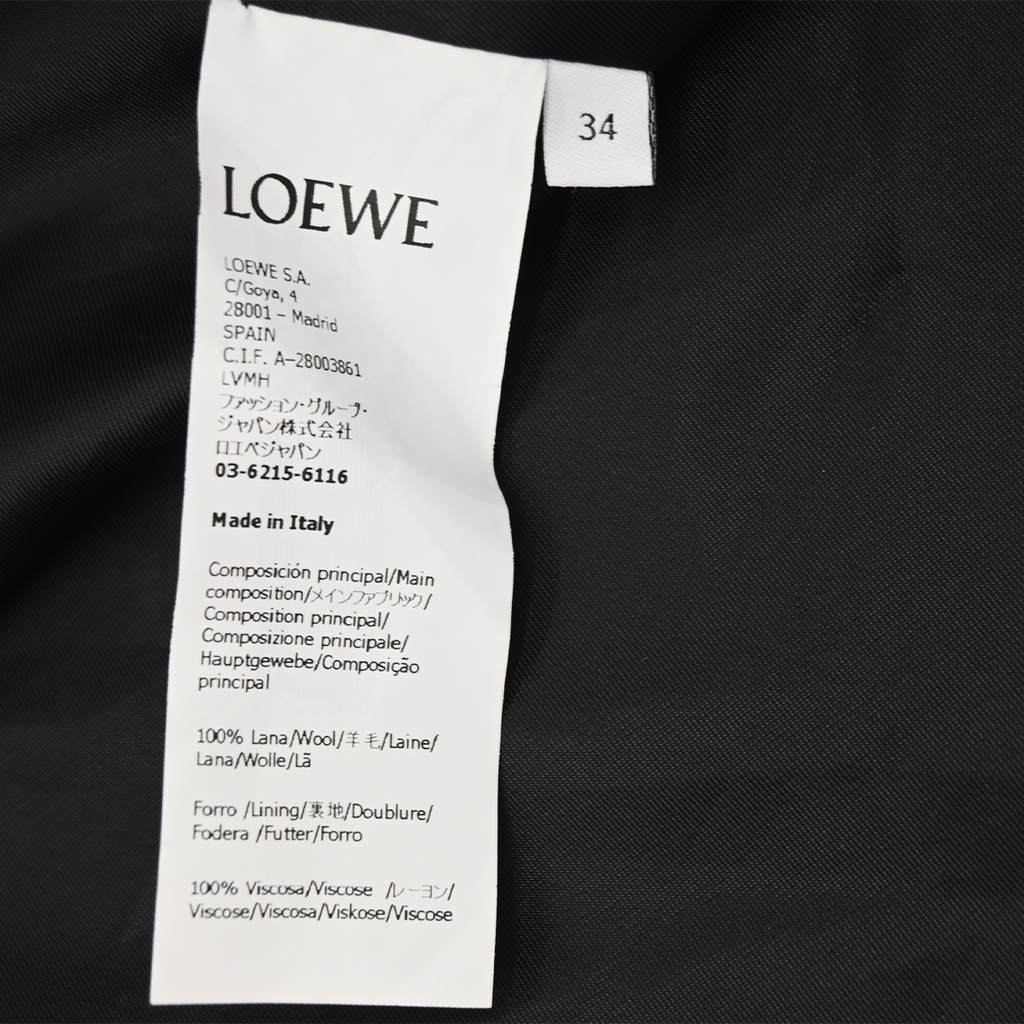 34
LOEWE
LOEWE S.A.
C/Goya, 4
28001 – Madrid
SPAIN
C.I.F. A-28003861
LVMH
ファッション・グループ・
ジャパン株式会社
ロエベジャパン
03-6215-6116
Made in Italy
Composición principal/Main
composition/メインファブリック/
Composition principal/
Composizione principale/
Hauptgewebe/Composição
principal
100% Lana/Wool/羊毛/Laine/
Lana/Wolle/Lã
Forro /Lining/裏地/Doublure/
Fodera /Futter/Forro
100% Viscosa/Viscose /レーヨン/
Viscose/Viscosa/Viskose/Viscose